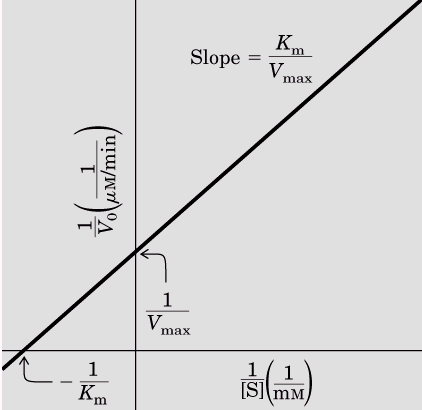 Slope = K_m/V_max
1/V_0 (1/μM/min)
1/V_max
− 1/K_m
1/[S] (1/mM)